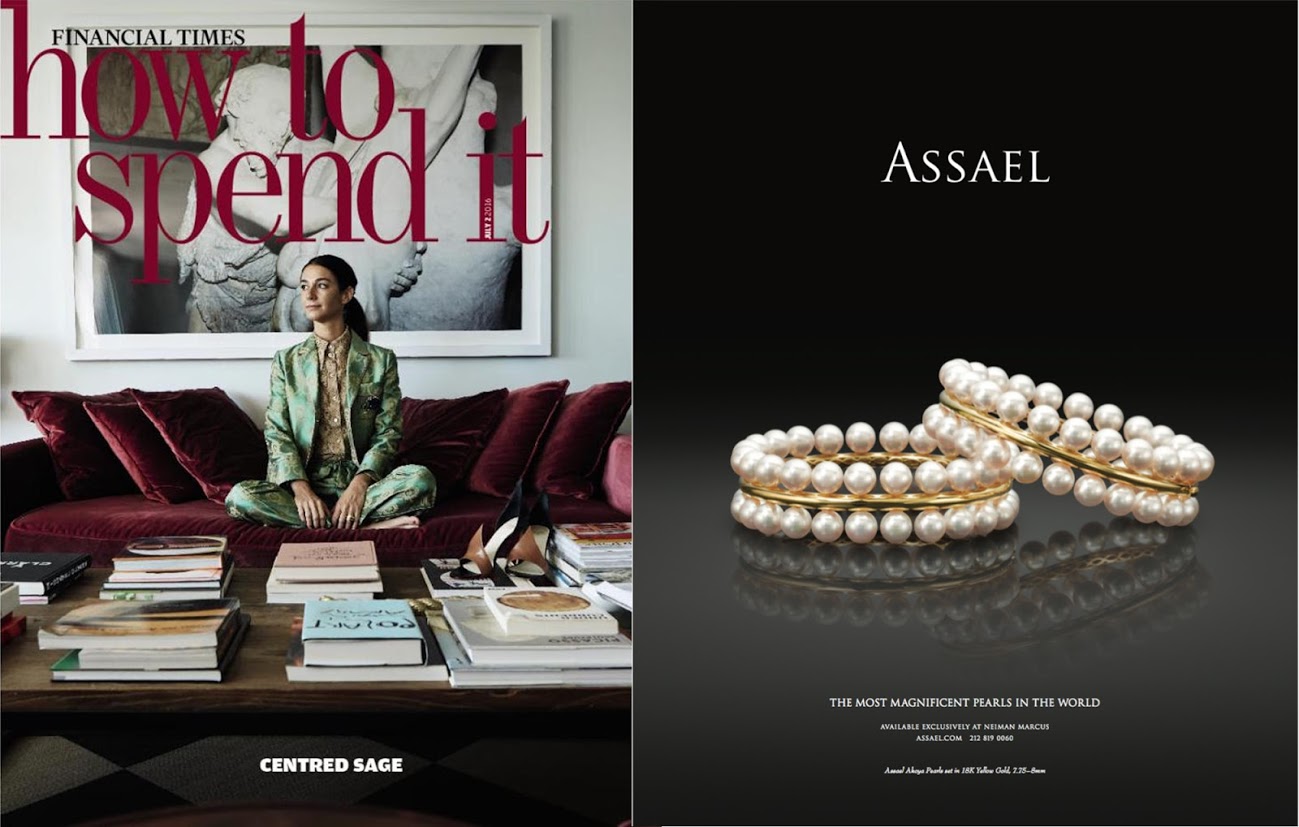 FINANCIAL TIMES
how to
spend it
JULY 2 2016
CENTRED SAGE
ASSAEL
THE MOST MAGNIFICENT PEARLS IN THE WORLD
AVAILABLE EXCLUSIVELY AT NEIMAN MARCUS
ASSAEL.COM 212 819 0060
Assael Akoya Pearls set in 18K Yellow Gold, 7.75–8mm
PICASSO